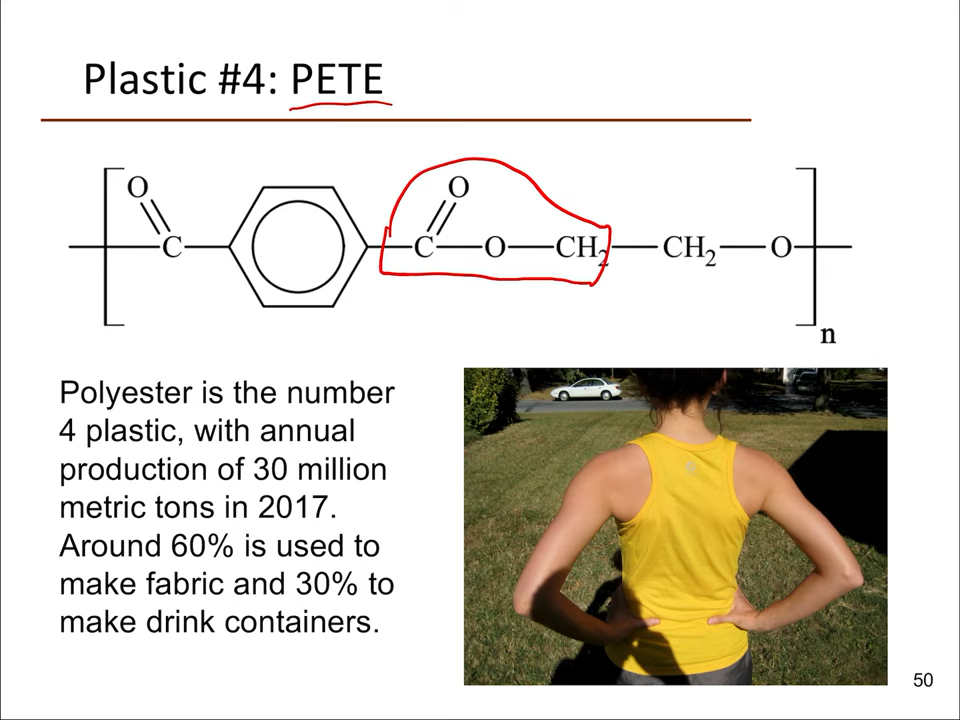 Plastic #4: PETE
O O
C C O CH₂ CH₂ O
n
Polyester is the number
4 plastic, with annual
production of 30 million
metric tons in 2017.
Around 60% is used to
make fabric and 30% to
make drink containers.
50